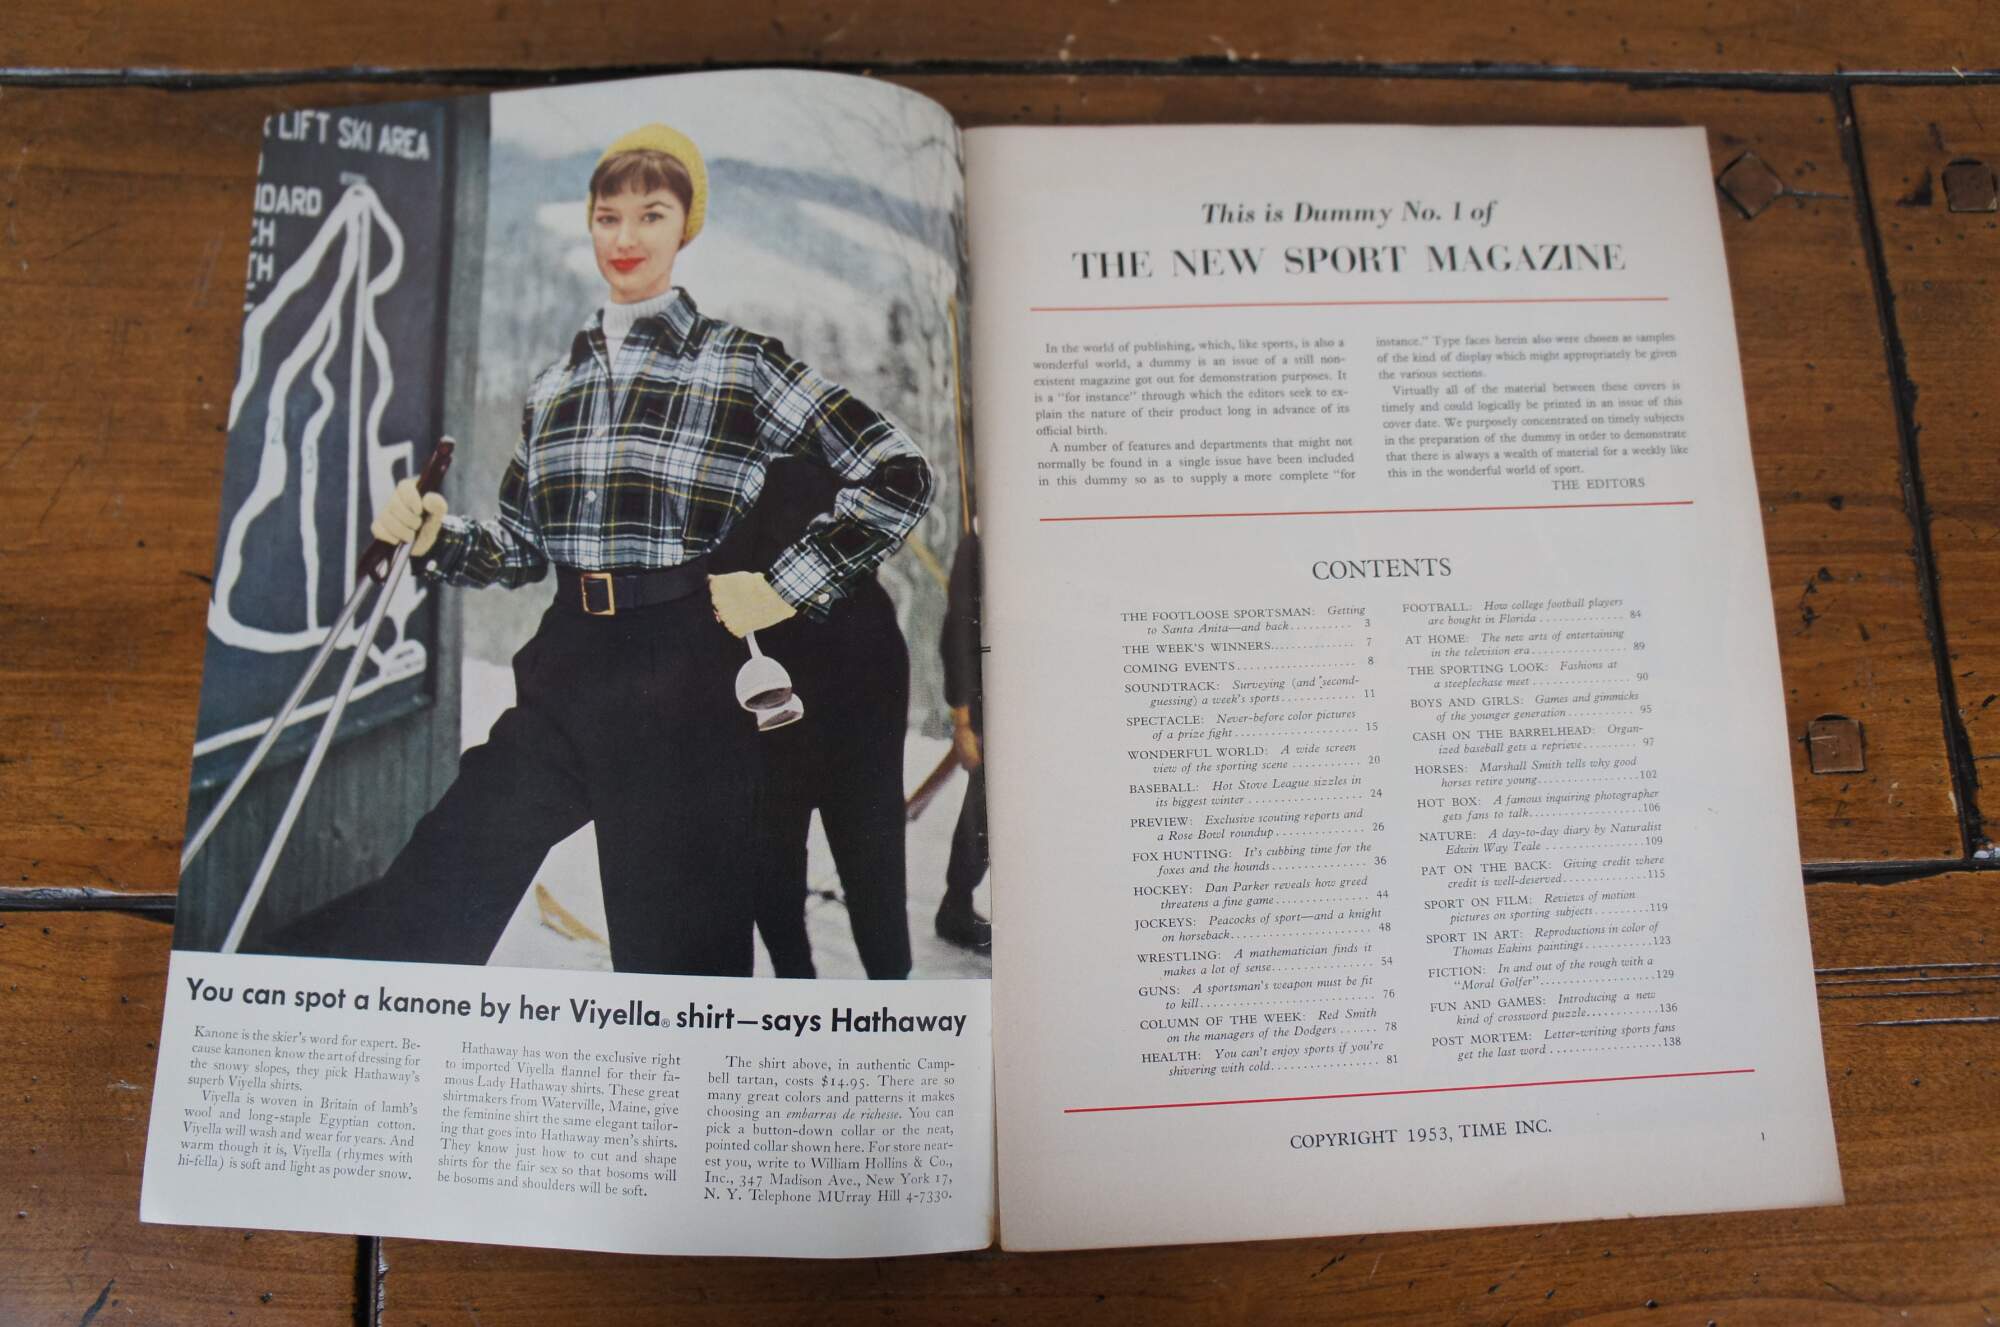 LIFT SKI AREA
DARD
CH
TH
You can spot a kanone by her Viyella® shirt—says Hathaway
Kanone is the skier's word for expert. Be-
cause kanonen know the art of dressing for
the snowy slopes, they pick Hathaway's
superb Viyella shirts.
Viyella is woven in Britain of lamb's
wool and long-staple Egyptian cotton.
Viyella will wash and wear for years. And
warm though it is, Viyella (rhymes with
hi-fella) is soft and light as powder snow.
Hathaway has won the exclusive right
to imported Viyella flannel for their fa-
mous Lady Hathaway shirts. These great
shirtmakers from Waterville, Maine, give
the feminine shirt the same elegant tailor-
ing that goes into Hathaway men's shirts.
They know just how to cut and shape
shirts for the fair sex so that bosoms will
be bosoms and shoulders will be soft.
The shirt above, in authentic Camp-
bell tartan, costs $14.95. There are so
many great colors and patterns it makes
choosing an embarras de richesse. You can
pick a button-down collar or the neat,
pointed collar shown here. For store near-
est you, write to William Hollins & Co.,
Inc., 347 Madison Ave., New York 17,
N. Y. Telephone MUrray Hill 4-7330.
This is Dummy No. 1 of
THE NEW SPORT MAGAZINE
In the world of publishing, which, like sports, is also a
wonderful world, a dummy is an issue of a still non-
existent magazine got out for demonstration purposes. It
is a "for instance" through which the editors seek to ex-
plain the nature of their product long in advance of its
official birth.
A number of features and departments that might not
normally be found in a single issue have been included
in this dummy so as to supply a more complete "for
instance." Type faces herein also were chosen as samples
of the kind of display which might appropriately be given
the various sections.
Virtually all of the material between these covers is
timely and could logically be printed in an issue of this
cover date. We purposely concentrated on timely subjects
in the preparation of the dummy in order to demonstrate
that there is always a wealth of material for a weekly like
this in the wonderful world of sport.
THE EDITORS
CONTENTS
THE FOOTLOOSE SPORTSMAN: Getting
to Santa Anita—and back.......... 3
THE WEEK'S WINNERS.............. 7
COMING EVENTS.................. 8
SOUNDTRACK: Surveying (and second-
guessing) a week's sports........... 11
SPECTACLE: Never-before color pictures
of a prize fight.................... 15
WONDERFUL WORLD: A wide screen
view of the sporting scene ........... 20
BASEBALL: Hot Stove League sizzles in
its biggest winter .................. 24
PREVIEW: Exclusive scouting reports and
a Rose Bowl roundup.............. 26
FOX HUNTING: It's cubbing time for the
foxes and the hounds.............. 36
HOCKEY: Dan Parker reveals how greed
threatens a fine game............... 44
JOCKEYS: Peacocks of sport—and a knight
on horseback....................... 48
WRESTLING: A mathematician finds it
makes a lot of sense................ 54
GUNS: A sportsman's weapon must be fit
to kill........................... 76
COLUMN OF THE WEEK: Red Smith
on the managers of the Dodgers ...... 78
HEALTH: You can't enjoy sports if you're
shivering with cold................. 81
FOOTBALL: How college football players
are bought in Florida ............. 84
AT HOME: The new arts of entertaining
in the television era............... 89
THE SPORTING LOOK: Fashions at
a steeplechase meet ................ 90
BOYS AND GIRLS: Games and gimmicks
of the younger generation........... 95
CASH ON THE BARRELHEAD: Organ-
ized baseball gets a reprieve......... 97
HORSES: Marshall Smith tells why good
horses retire young.................102
HOT BOX: A famous inquiring photographer
gets fans to talk...................106
NATURE: A day-to-day diary by Naturalist
Edwin Way Teale ................109
PAT ON THE BACK: Giving credit where
credit is well-deserved..............115
SPORT ON FILM: Reviews of motion
pictures on sporting subjects.........119
SPORT IN ART: Reproductions in color of
Thomas Eakins paintings...........123
FICTION: In and out of the rough with a
"Moral Golfer"...................129
FUN AND GAMES: Introducing a new
kind of crossword puzzle............136
POST MORTEM: Letter-writing sports fans
get the last word .................138
COPYRIGHT 1953, TIME INC.
1